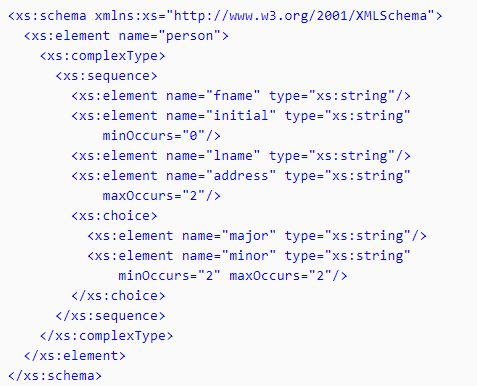 <xs:schema xmlns:xs="http://www.w3.org/2001/XMLSchema">
  <xs:element name="person">
    <xs:complexType>
      <xs:sequence>
        <xs:element name="fname" type="xs:string"/>
        <xs:element name="initial" type="xs:string"
            minOccurs="0"/>
        <xs:element name="lname" type="xs:string"/>
        <xs:element name="address" type="xs:string"
            maxOccurs="2"/>
        <xs:choice>
          <xs:element name="major" type="xs:string"/>
          <xs:element name="minor" type="xs:string"
              minOccurs="2" maxOccurs="2"/>
        </xs:choice>
      </xs:sequence>
    </xs:complexType>
  </xs:element>
</xs:schema>